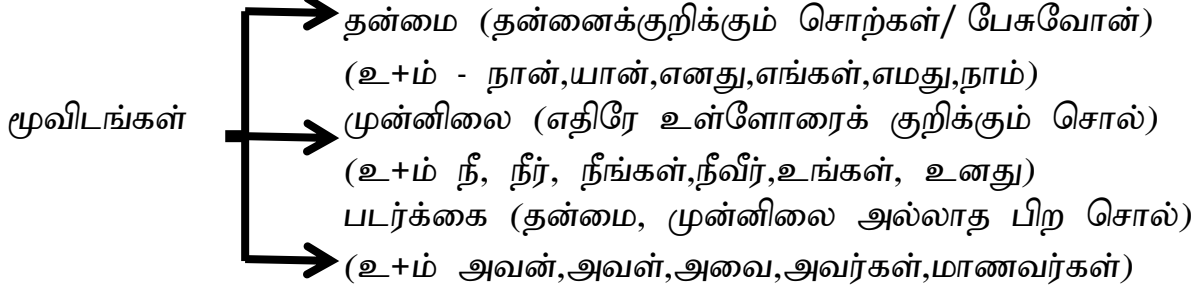 தன்மை (தன்னைக்குறிக்கும் சொற்கள்/ பேசுவோன்)
(உ+ம் - நான்,யான்,எனது,எங்கள்,எமது,நாம்)
மூவிடங்கள்
முன்னிலை (எதிரே உள்ளோரைக் குறிக்கும் சொல்)
(உ+ம் நீ, நீர், நீங்கள்,நீவீர்,உங்கள், உனது)
படர்க்கை (தன்மை, முன்னிலை அல்லாத பிற சொல்)
(உ+ம் அவன்,அவள்,அவை,அவர்கள்,மாணவர்கள்)